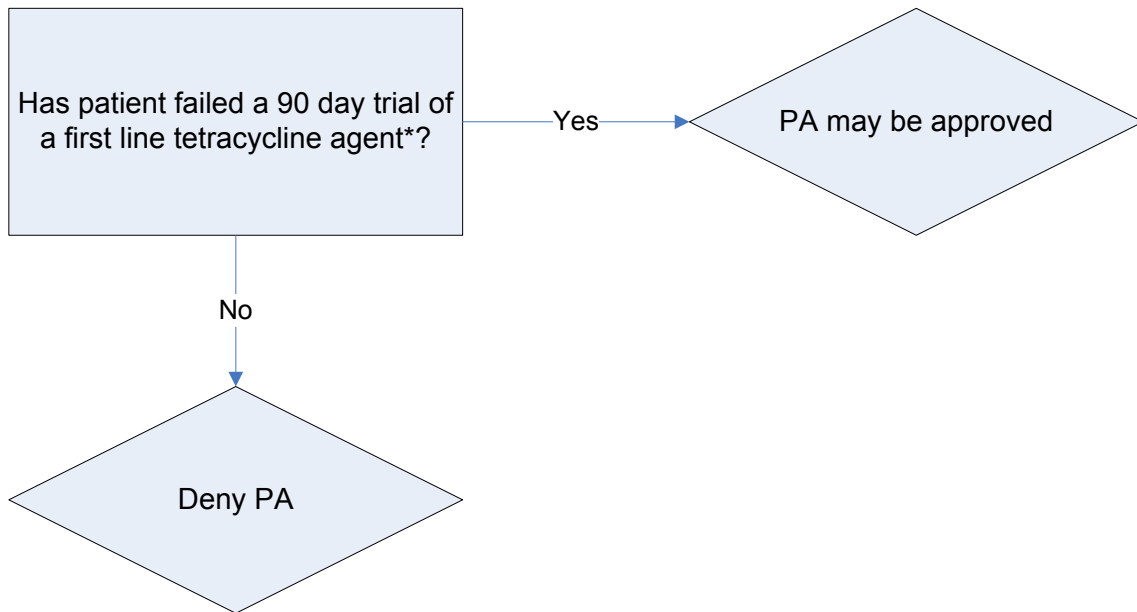 Has patient failed a 90 day trial of
a first line tetracycline agent*?
Yes
PA may be approved
No
Deny PA